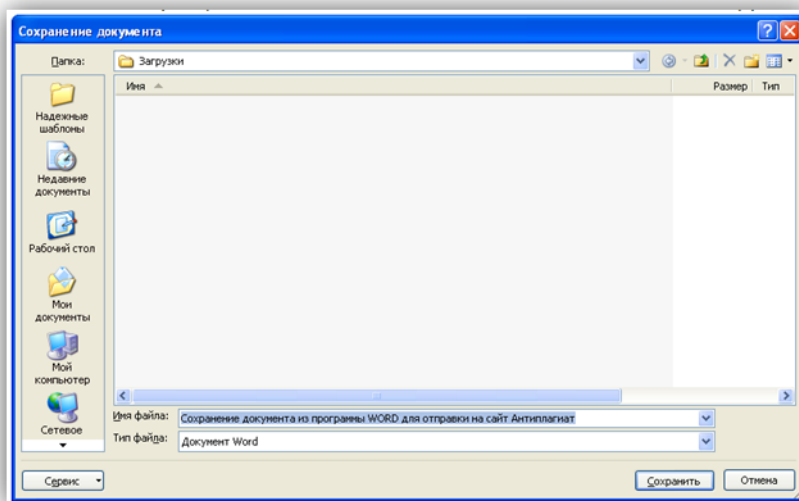 Сохранение документа
Папка:
Загрузки
Имя
Размер
Тип
Надежные
шаблоны
Недавние
документы
Рабочий стол
Мои
документы
Мой
компьютер
Сетевое
Имя файла:
Сохранение документа из программы WORD для отправки на сайт Антиплагиат
Тип файла:
Документ Word
Сервис
Сохранить
Отмена